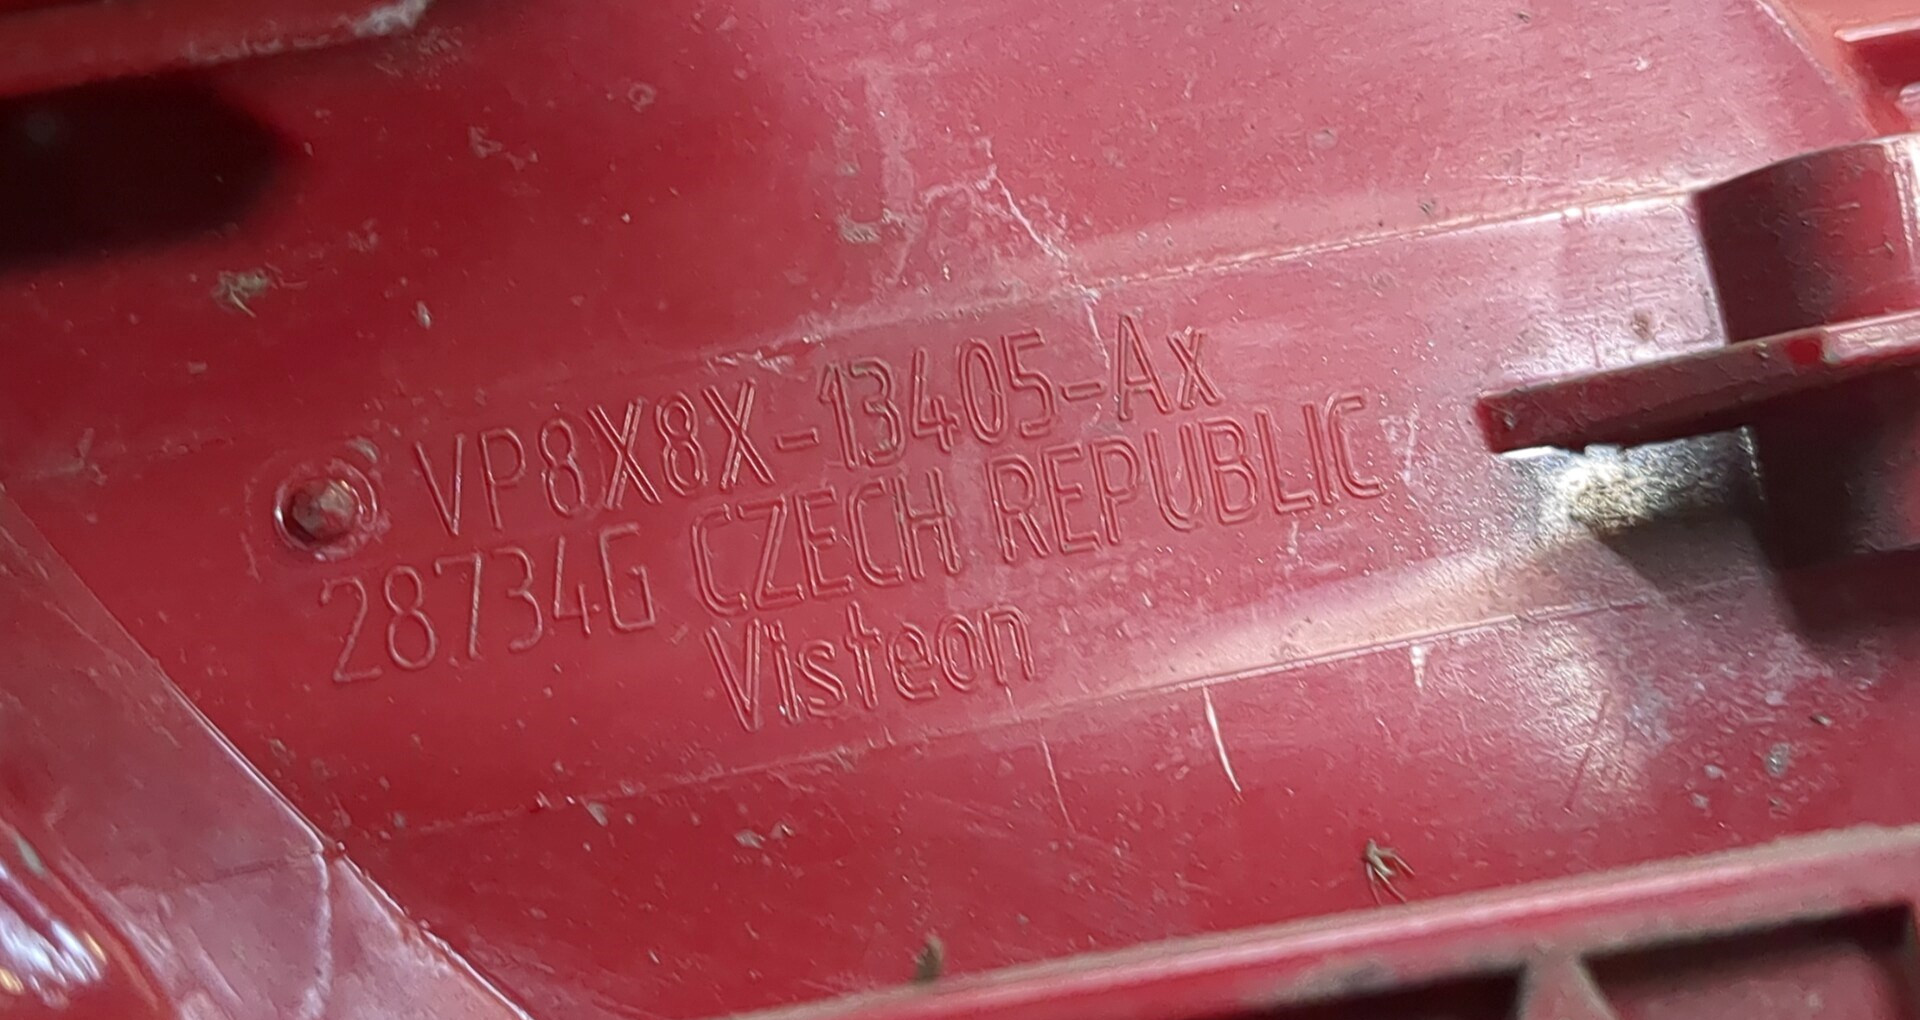 VP8X8X-13405-Ax
28734G CZECH REPUBLIC
Visteon